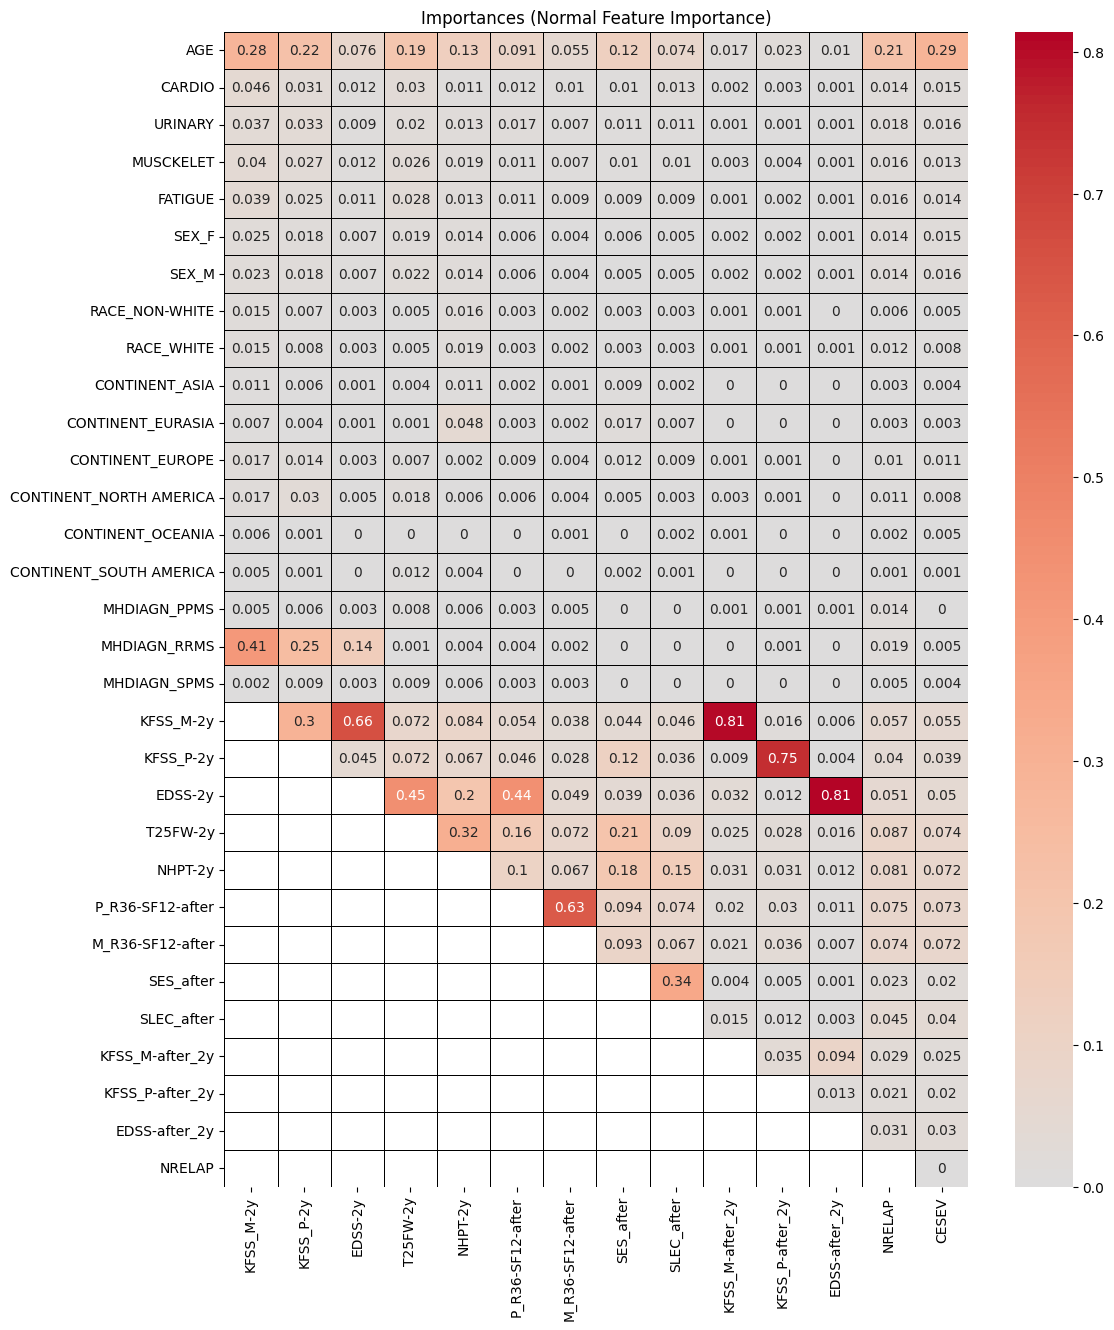 Importances (Normal Feature Importance)
AGE 0.28 0.22 0.076 0.19 0.13 0.091 0.055 0.12 0.074 0.017 0.023 0.01 0.21 0.29
CARDIO 0.046 0.031 0.012 0.03 0.011 0.012 0.01 0.01 0.013 0.002 0.003 0.001 0.014 0.015
URINARY 0.037 0.033 0.009 0.02 0.013 0.017 0.007 0.011 0.011 0.001 0.001 0.001 0.018 0.016
MUSCKELET 0.04 0.027 0.012 0.026 0.019 0.011 0.007 0.01 0.01 0.003 0.004 0.001 0.016 0.013
FATIGUE 0.039 0.025 0.011 0.028 0.013 0.011 0.009 0.009 0.009 0.001 0.002 0.001 0.016 0.014
SEX_F 0.025 0.018 0.007 0.019 0.014 0.006 0.004 0.006 0.005 0.002 0.002 0.001 0.014 0.015
SEX_M 0.023 0.018 0.007 0.022 0.014 0.006 0.004 0.005 0.005 0.002 0.002 0.001 0.014 0.016
RACE_NON-WHITE 0.015 0.007 0.003 0.005 0.016 0.003 0.002 0.003 0.003 0.001 0.001 0 0.006 0.005
RACE_WHITE 0.015 0.008 0.003 0.005 0.019 0.003 0.002 0.003 0.003 0.001 0.001 0.001 0.012 0.008
CONTINENT_ASIA 0.011 0.006 0.001 0.004 0.011 0.002 0.001 0.009 0.002 0 0 0 0.003 0.004
CONTINENT_EURASIA 0.007 0.004 0.001 0.001 0.048 0.003 0.002 0.017 0.007 0 0 0 0.003 0.003
CONTINENT_EUROPE 0.017 0.014 0.003 0.007 0.002 0.009 0.004 0.012 0.009 0.001 0.001 0 0.01 0.011
CONTINENT_NORTH AMERICA 0.017 0.03 0.005 0.018 0.006 0.006 0.004 0.005 0.003 0.003 0.001 0 0.011 0.008
CONTINENT_OCEANIA 0.006 0.001 0 0 0 0 0.001 0 0.002 0.001 0 0 0.002 0.005
CONTINENT_SOUTH AMERICA 0.005 0.001 0 0.012 0.004 0 0 0.002 0.001 0 0 0 0.001 0.001
MHDIAGN_PPMS 0.005 0.006 0.003 0.008 0.006 0.003 0.005 0 0 0.001 0.001 0.001 0.014 0
MHDIAGN_RRMS 0.41 0.25 0.14 0.001 0.004 0.004 0.002 0 0 0 0.001 0 0.019 0.005
MHDIAGN_SPMS 0.002 0.009 0.003 0.009 0.006 0.003 0.003 0 0 0 0 0 0.005 0.004
KFSS_M-2y 0.3 0.66 0.072 0.084 0.054 0.038 0.044 0.046 0.81 0.016 0.006 0.057 0.055
KFSS_P-2y 0.045 0.072 0.067 0.046 0.028 0.12 0.036 0.009 0.75 0.004 0.04 0.039
EDSS-2y 0.45 0.2 0.44 0.049 0.039 0.036 0.032 0.012 0.81 0.051 0.05
T25FW-2y 0.32 0.16 0.072 0.21 0.09 0.025 0.028 0.016 0.087 0.074
NHPT-2y 0.1 0.067 0.18 0.15 0.031 0.031 0.012 0.081 0.072
P_R36-SF12-after 0.63 0.094 0.074 0.02 0.03 0.011 0.075 0.073
M_R36-SF12-after 0.093 0.067 0.021 0.036 0.007 0.074 0.072
SES_after 0.34 0.004 0.005 0.001 0.023 0.02
SLEC_after 0.015 0.012 0.003 0.045 0.04
KFSS_M-after_2y 0.035 0.094 0.029 0.025
KFSS_P-after_2y 0.013 0.021 0.02
EDSS-after_2y 0.031 0.03
NRELAP 0
KFSS_M-2y
KFSS_P-2y
EDSS-2y
T25FW-2y
NHPT-2y
P_R36-SF12-after
M_R36-SF12-after
SES_after
SLEC_after
KFSS_M-after_2y
KFSS_P-after_2y
EDSS-after_2y
NRELAP
CESEV
0.8
0.7
0.6
0.5
0.4
0.3
0.2
0.1
0.0